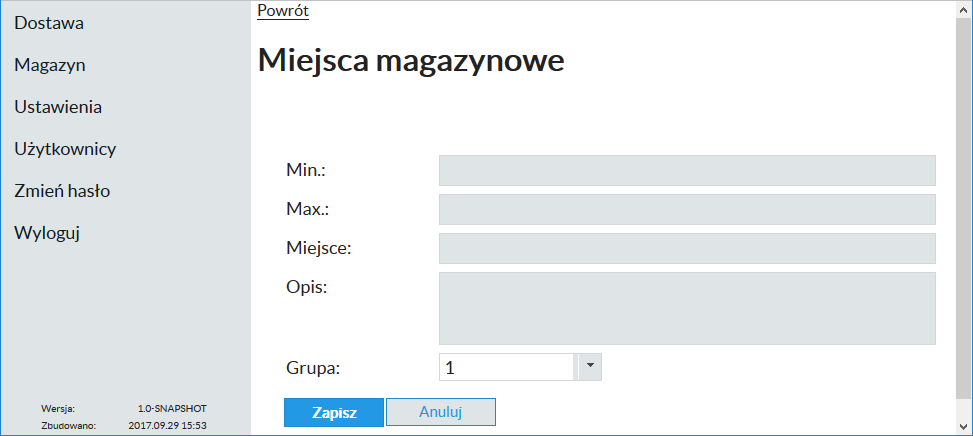 Dostawa
Magazyn
Ustawienia
Użytkownicy
Zmień hasło
Wyloguj
Wersja: 1.0-SNAPSHOT
Zbudowano: 2017.09.29 15:53
Powrót
Miejsca magazynowe
Min.:
Max.:
Miejsce:
Opis:
Grupa: 1
Zapisz Anuluj